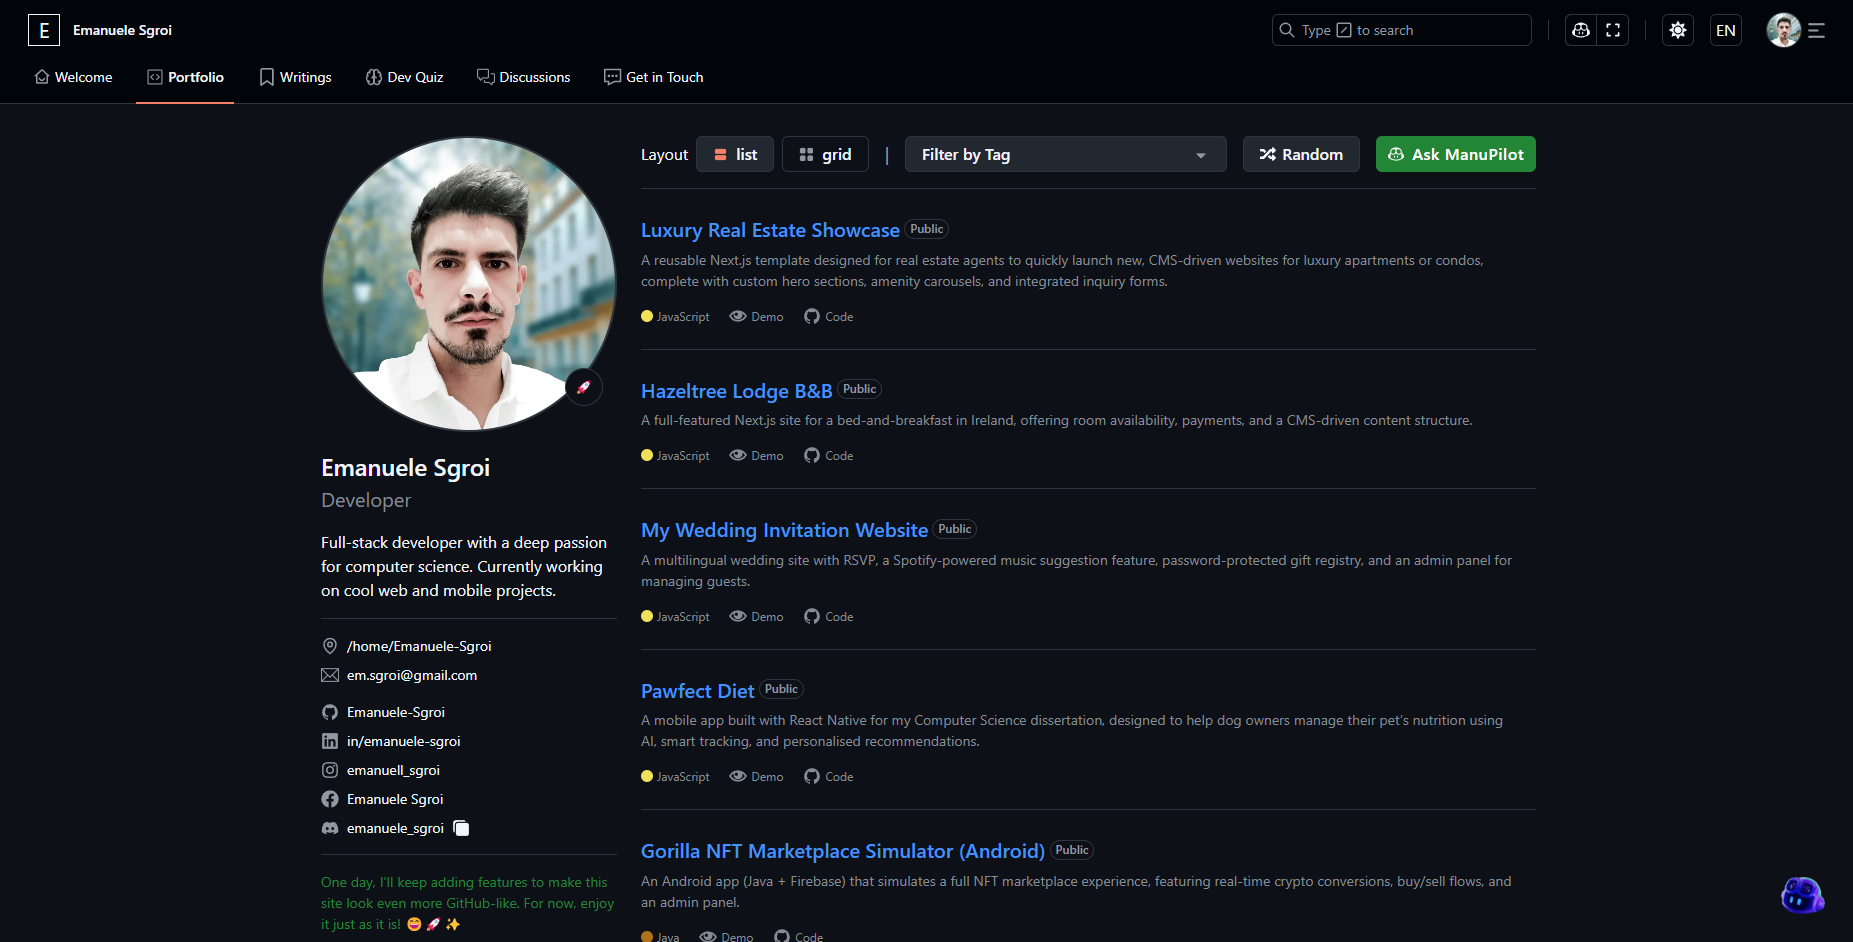 E Emanuele Sgroi
Type / to search
EN
Welcome Portfolio Writings Dev Quiz Discussions Get in Touch
Layout list grid | Filter by Tag Random Ask ManuPilot
Emanuele Sgroi
Developer
Full-stack developer with a deep passion
for computer science. Currently working
on cool web and mobile projects.
/home/Emanuele-Sgroi
em.sgroi@gmail.com
Emanuele-Sgroi
in/emanuele-sgroi
emanuell_sgroi
Emanuele Sgroi
emanuele_sgroi
One day, I'll keep adding features to make this
site look even more GitHub-like. For now, enjoy
it just as it is! 😄 🚀 ✨
Luxury Real Estate Showcase Public
A reusable Next.js template designed for real estate agents to quickly launch new, CMS-driven websites for luxury apartments or condos,
complete with custom hero sections, amenity carousels, and integrated inquiry forms.
JavaScript Demo Code
Hazeltree Lodge B&B Public
A full-featured Next.js site for a bed-and-breakfast in Ireland, offering room availability, payments, and a CMS-driven content structure.
JavaScript Demo Code
My Wedding Invitation Website Public
A multilingual wedding site with RSVP, a Spotify-powered music suggestion feature, password-protected gift registry, and an admin panel for
managing guests.
JavaScript Demo Code
Pawfect Diet Public
A mobile app built with React Native for my Computer Science dissertation, designed to help dog owners manage their pet's nutrition using
AI, smart tracking, and personalised recommendations.
JavaScript Demo Code
Gorilla NFT Marketplace Simulator (Android) Public
An Android app (Java + Firebase) that simulates a full NFT marketplace experience, featuring real-time crypto conversions, buy/sell flows, and
an admin panel.
Java Demo Code